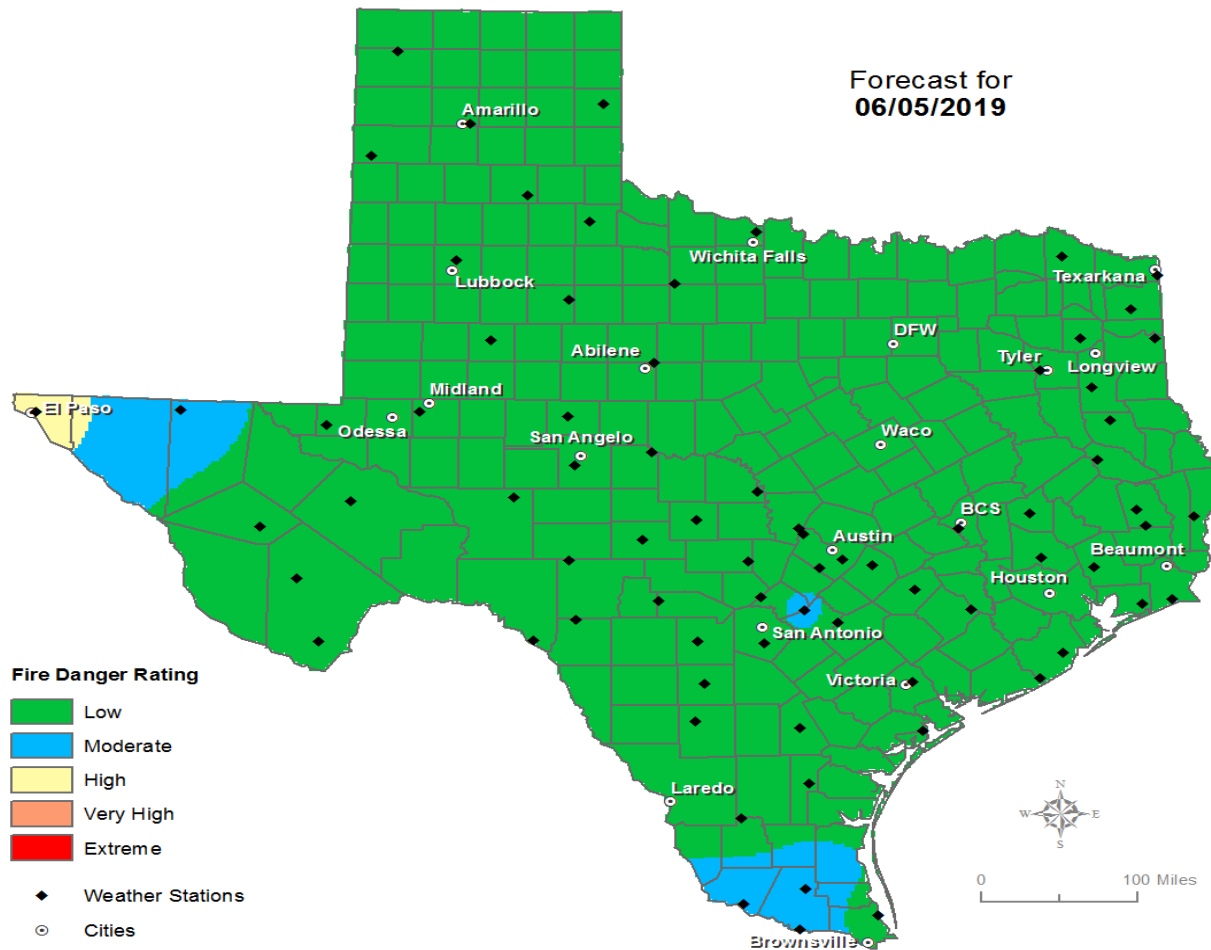 Forecast for
06/05/2019
Amarillo
Wichita Falls
Lubbock
Texarkana
DFW
Abilene
Tyler
Longview
Midland
El Paso
Odessa
San Angelo
Waco
BCS
Austin
Beaumont
Houston
San Antonio
Victoria
Laredo
Brownsville
Fire Danger Rating
Low
Moderate
High
Very High
Extreme
Weather Stations
Cities
N
W E
S
0 100 Miles